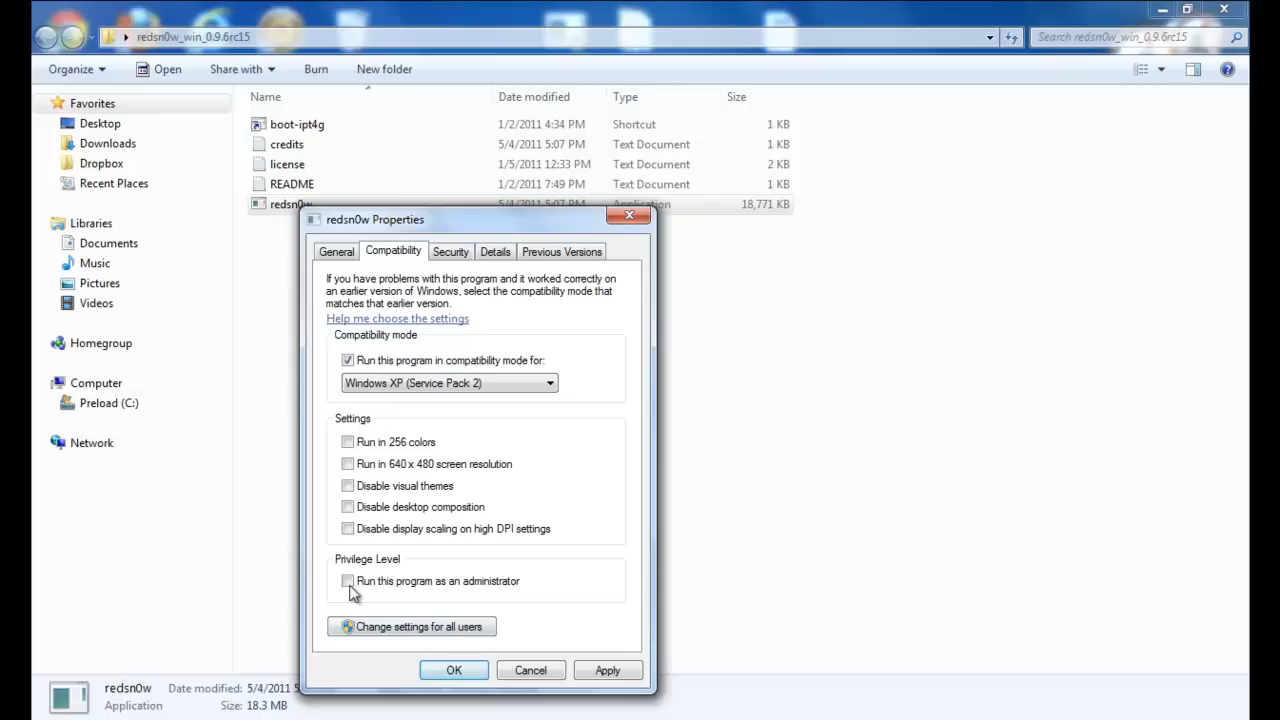 redsn0w_win_0.9.6rc15
Search redsn0w_win_0.9.6rc15
Organize Open Share with Burn New folder
Name Date modified Type Size
Favorites
Desktop
Downloads
Dropbox
Recent Places
Libraries
Documents
Music
Pictures
Videos
Homegroup
Computer
Preload (C:)
Network
boot-ipt4g 1/2/2011 4:34 PM Shortcut 1 KB
credits 5/4/2011 5:07 PM Text Document 1 KB
license 1/5/2011 12:33 PM Text Document 2 KB
README 1/2/2011 7:49 PM Text Document 1 KB
redsn0w 5/4/2011 5:07 PM Application 18,771 KB
redsn0w Properties
General Compatibility Security Details Previous Versions
If you have problems with this program and it worked correctly on
an earlier version of Windows, select the compatibility mode that
matches that earlier version.
Help me choose the settings
Compatibility mode
Run this program in compatibility mode for:
Windows XP (Service Pack 2)
Settings
Run in 256 colors
Run in 640 x 480 screen resolution
Disable visual themes
Disable desktop composition
Disable display scaling on high DPI settings
Privilege Level
Run this program as an administrator
Change settings for all users
OK Cancel Apply
redsn0w Date modified: 5/4/2011 5
Application Size: 18.3 MB